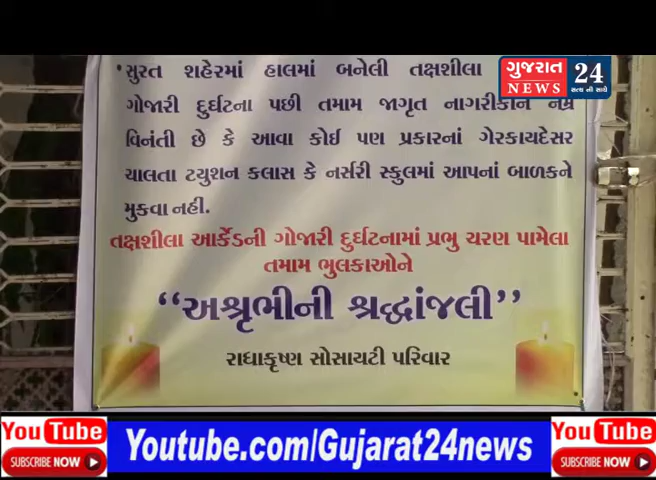 સુરત શહેરમાં હાલમાં બનેલી તક્ષશીલા
ગુજરાત
NEWS
24
સત્ય ની સાથે
ગોજારી દુર્ઘટના પછી તમામ જાગૃત નાગરીકોને નમ્ર
વિનંતી છે કે આવા કોઈ પણ પ્રકારનાં ગેરકાયદેસર
ચાલતા ટયુશન કલાસ કે નર્સરી સ્કુલમાં આપનાં બાળકને
મુકવા નહી.
તક્ષશીલા આર્કેડની ગોજારી દુર્ઘટનામાં પ્રભુ ચરણ પામેલા
તમામ ભુલકાઓને
“અશ્રૃભીની શ્રદ્ધાંજલી”
રાધાકૃષ્ણ સોસાયટી પરિવાર
YouTube
SUBSCRIBE NOW
Youtube.com/Gujarat24news
YouTube
SUBSCRIBE NOW